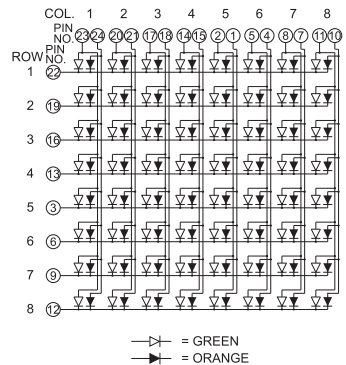 COL. 1 2 3 4 5 6 7 8
PIN NO. 23 24 20 21 17 18 14 15 2 1 5 4 8 7 11 10
ROW PIN NO.
1 22
2 19
3 16
4 13
5 3
6 6
7 9
8 12
= GREEN
= ORANGE